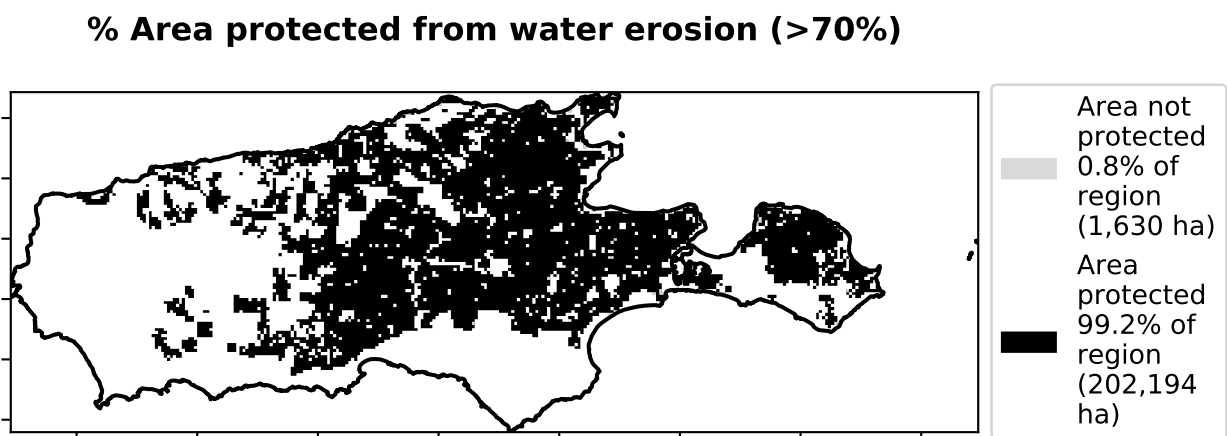 % Area protected from water erosion (>70%)
Area not
protected
0.8% of
region
(1,630 ha)
Area
protected
99.2% of
region
(202,194
ha)